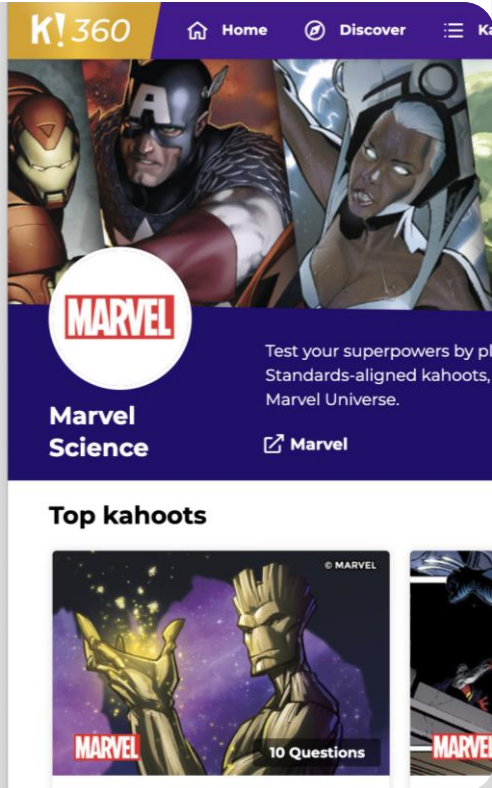 K! 360 Home Discover
MARVEL
Test your superpowers by
Standards-aligned kahoots,
Marvel Universe.
Marvel
Science
Marvel
Top kahoots
© MARVEL
MARVEL
10 Questions
MARVEL